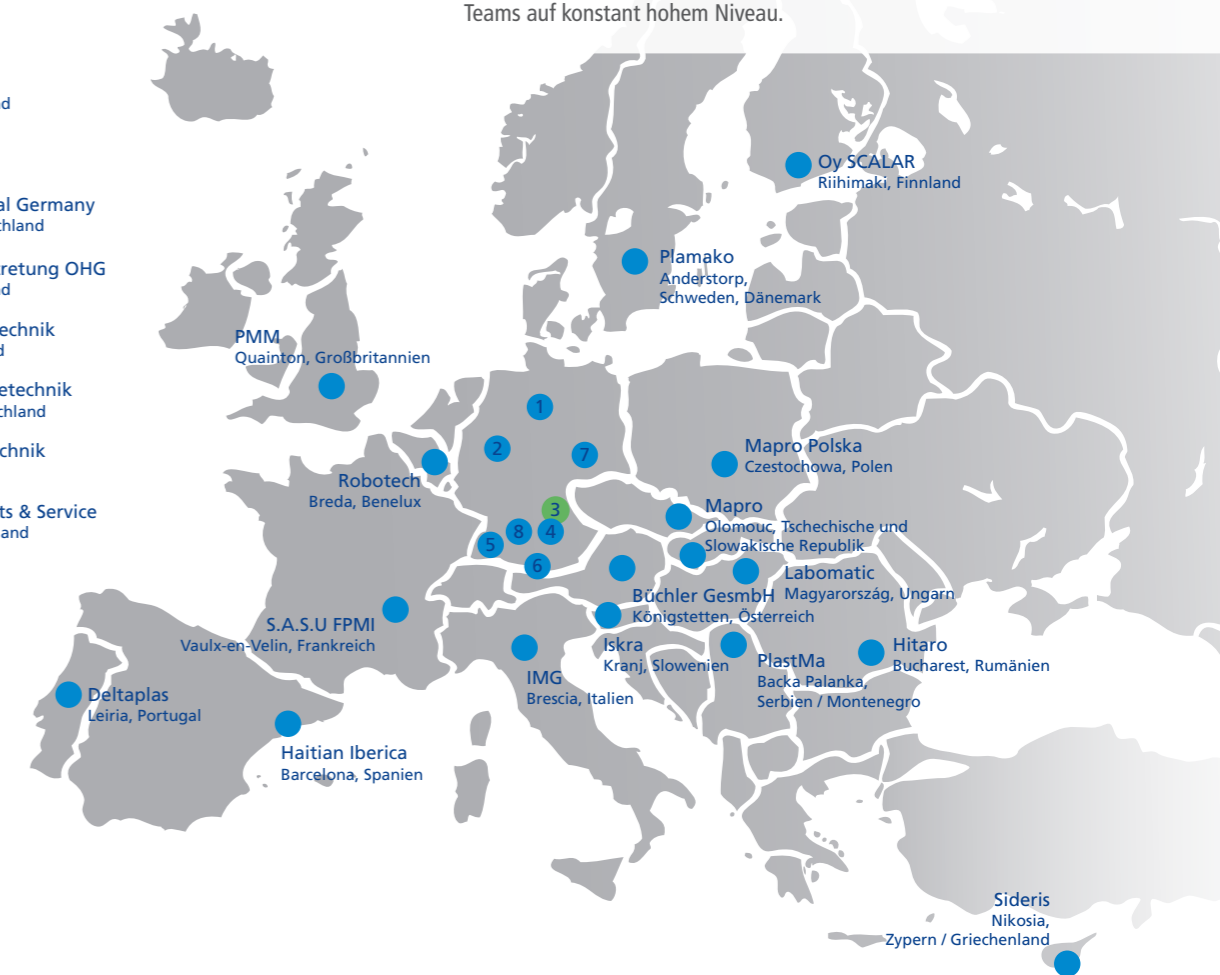 Teams auf konstant hohem Niveau.
d
al Germany
hland
retung OHG
d
echnik
d
etechnik
chland
chnik
ts & Service
and
Oy SCALAR
Riihimaki, Finnland
Plamako
Anderstorp,
Schweden, Dänemark
PMM
Quainton, Großbritannien
1
2
7
Robotech
Breda, Benelux
Mapro Polska
Czestochowa, Polen
3
8
4
5
6
Mapro
Olomouc, Tschechische und
Slowakische Republik
Labomatic
Magyarország, Ungarn
Büchler GesmbH
Königstetten, Österreich
S.A.S.U FPMI
Vaulx-en-Velin, Frankreich
Iskra
Kranj, Slowenien
IMG
Brescia, Italien
PlastMa
Backa Palanka,
Serbien / Montenegro
Hitaro
Bucharest, Rumänien
Deltaplas
Leiria, Portugal
Haitian Iberica
Barcelona, Spanien
Sideris
Nikosia,
Zypern / Griechenland